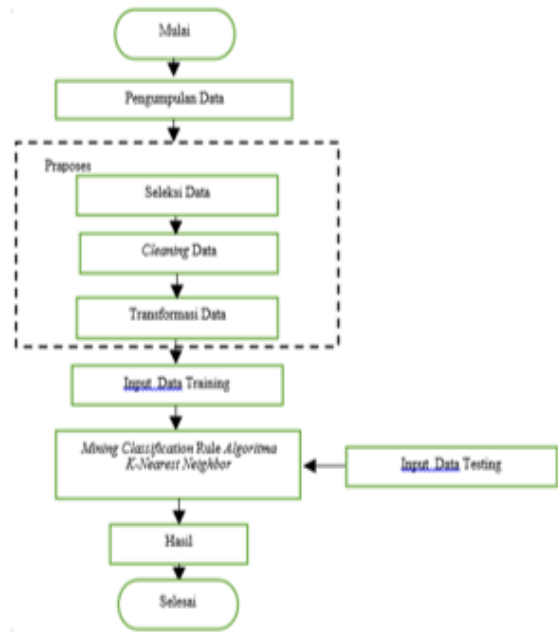 Mulai
Pengumpulan Data
Praposes
Seleksi Data
Cleaning Data
Transformasi Data
Input Data Training
Mining Classification Rule Algoritma
K-Nearest Neighbor
Input Data Testing
Hasil
Selesai